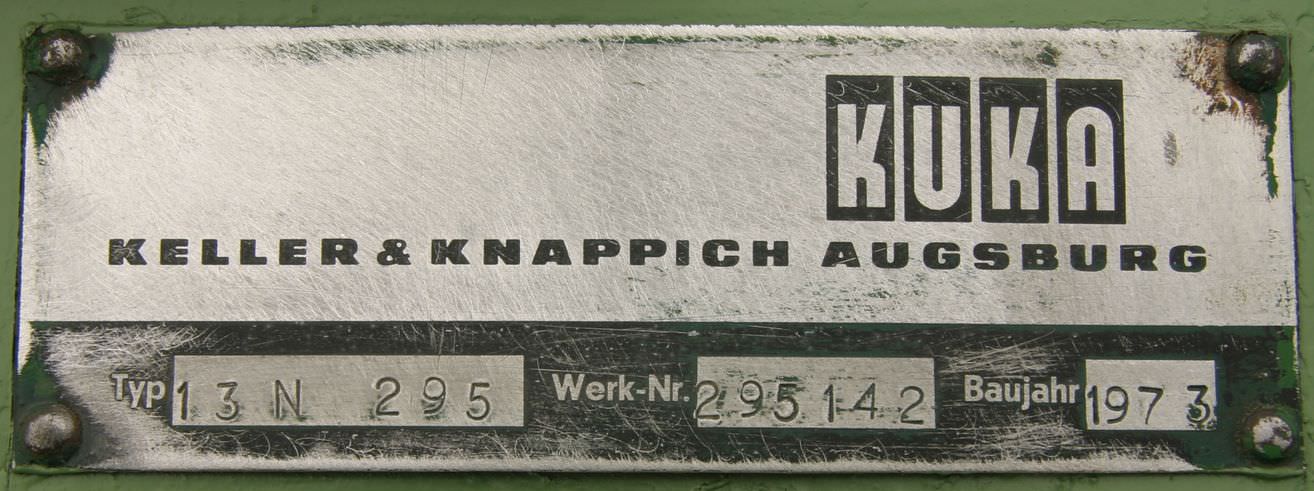 KUKA
KELLER & KNAPPICH AUGSBURG
Typ 13 N 295 Werk-Nr. 295142 Baujahr 1973